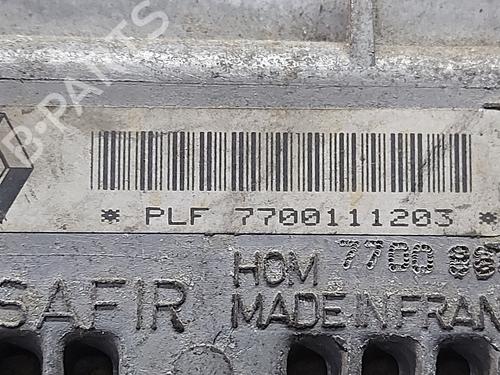 B-PARTS
* PLF 7700111203 *
7700
SAFIR
HOM
MADE IN FRAN